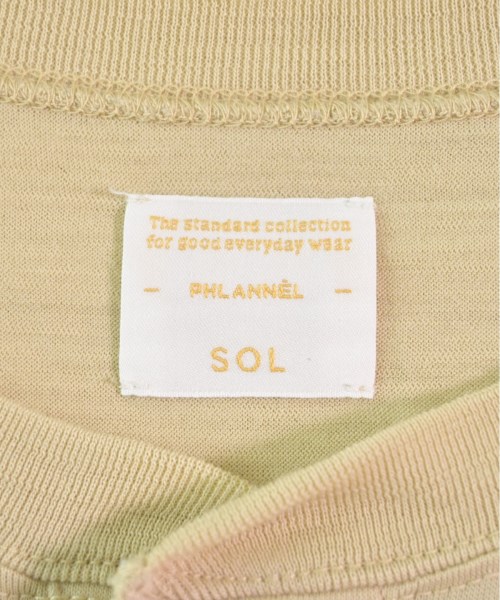 The standard collection
for good everyday wear
- PHLANNÈL -
SOL